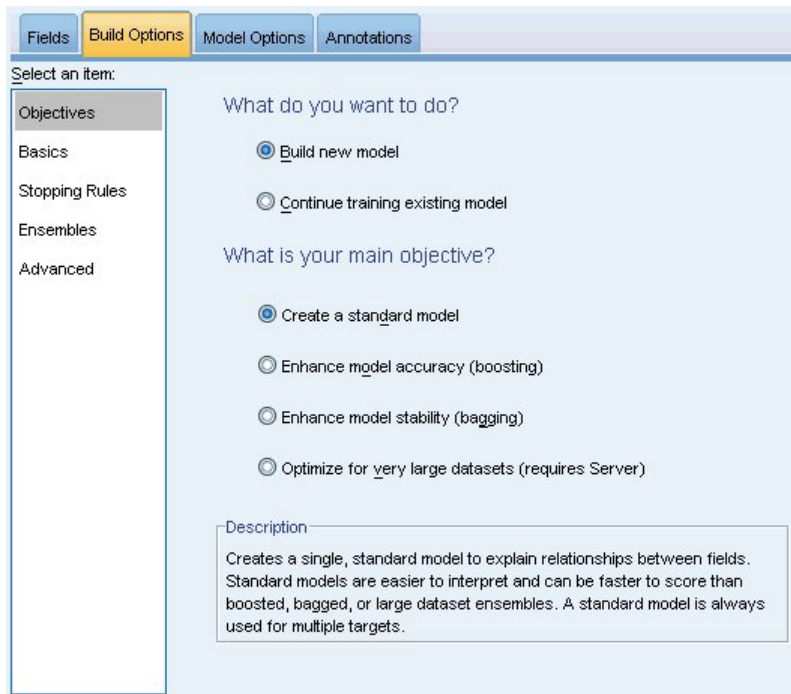 Fields
Build Options
Model Options
Annotations
Select an item:
Objectives
Basics
Stopping Rules
Ensembles
Advanced
What do you want to do?
Build new model
Continue training existing model
What is your main objective?
Create a standard model
Enhance model accuracy (boosting)
Enhance model stability (bagging)
Optimize for very large datasets (requires Server)
Description
Creates a single, standard model to explain relationships between fields.
Standard models are easier to interpret and can be faster to score than
boosted, bagged, or large dataset ensembles. A standard model is always
used for multiple targets.